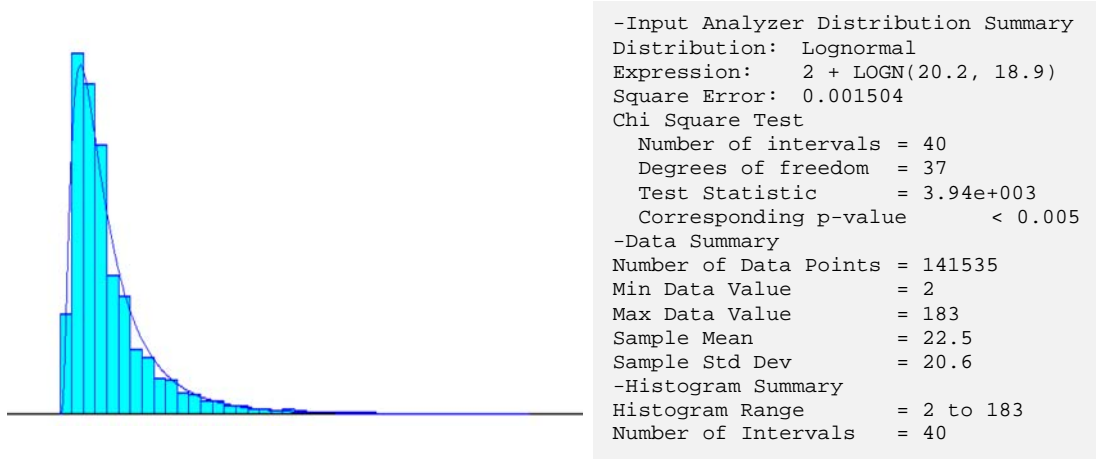 -Input Analyzer Distribution Summary
Distribution:  Lognormal
Expression:    2 + LOGN(20.2, 18.9)
Square Error:  0.001504
Chi Square Test
  Number of intervals = 40
  Degrees of freedom  = 37
  Test Statistic      = 3.94e+003
  Corresponding p-value      < 0.005
-Data Summary
Number of Data Points = 141535
Min Data Value        = 2
Max Data Value        = 183
Sample Mean           = 22.5
Sample Std Dev        = 20.6
-Histogram Summary
Histogram Range       = 2 to 183
Number of Intervals   = 40